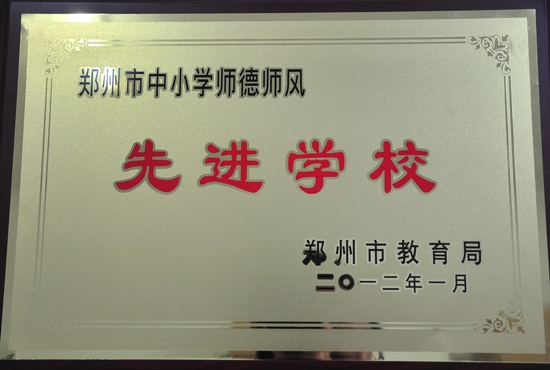 郑州市中小学师德师风
先进学校
郑州市教育局
二〇一二年一月